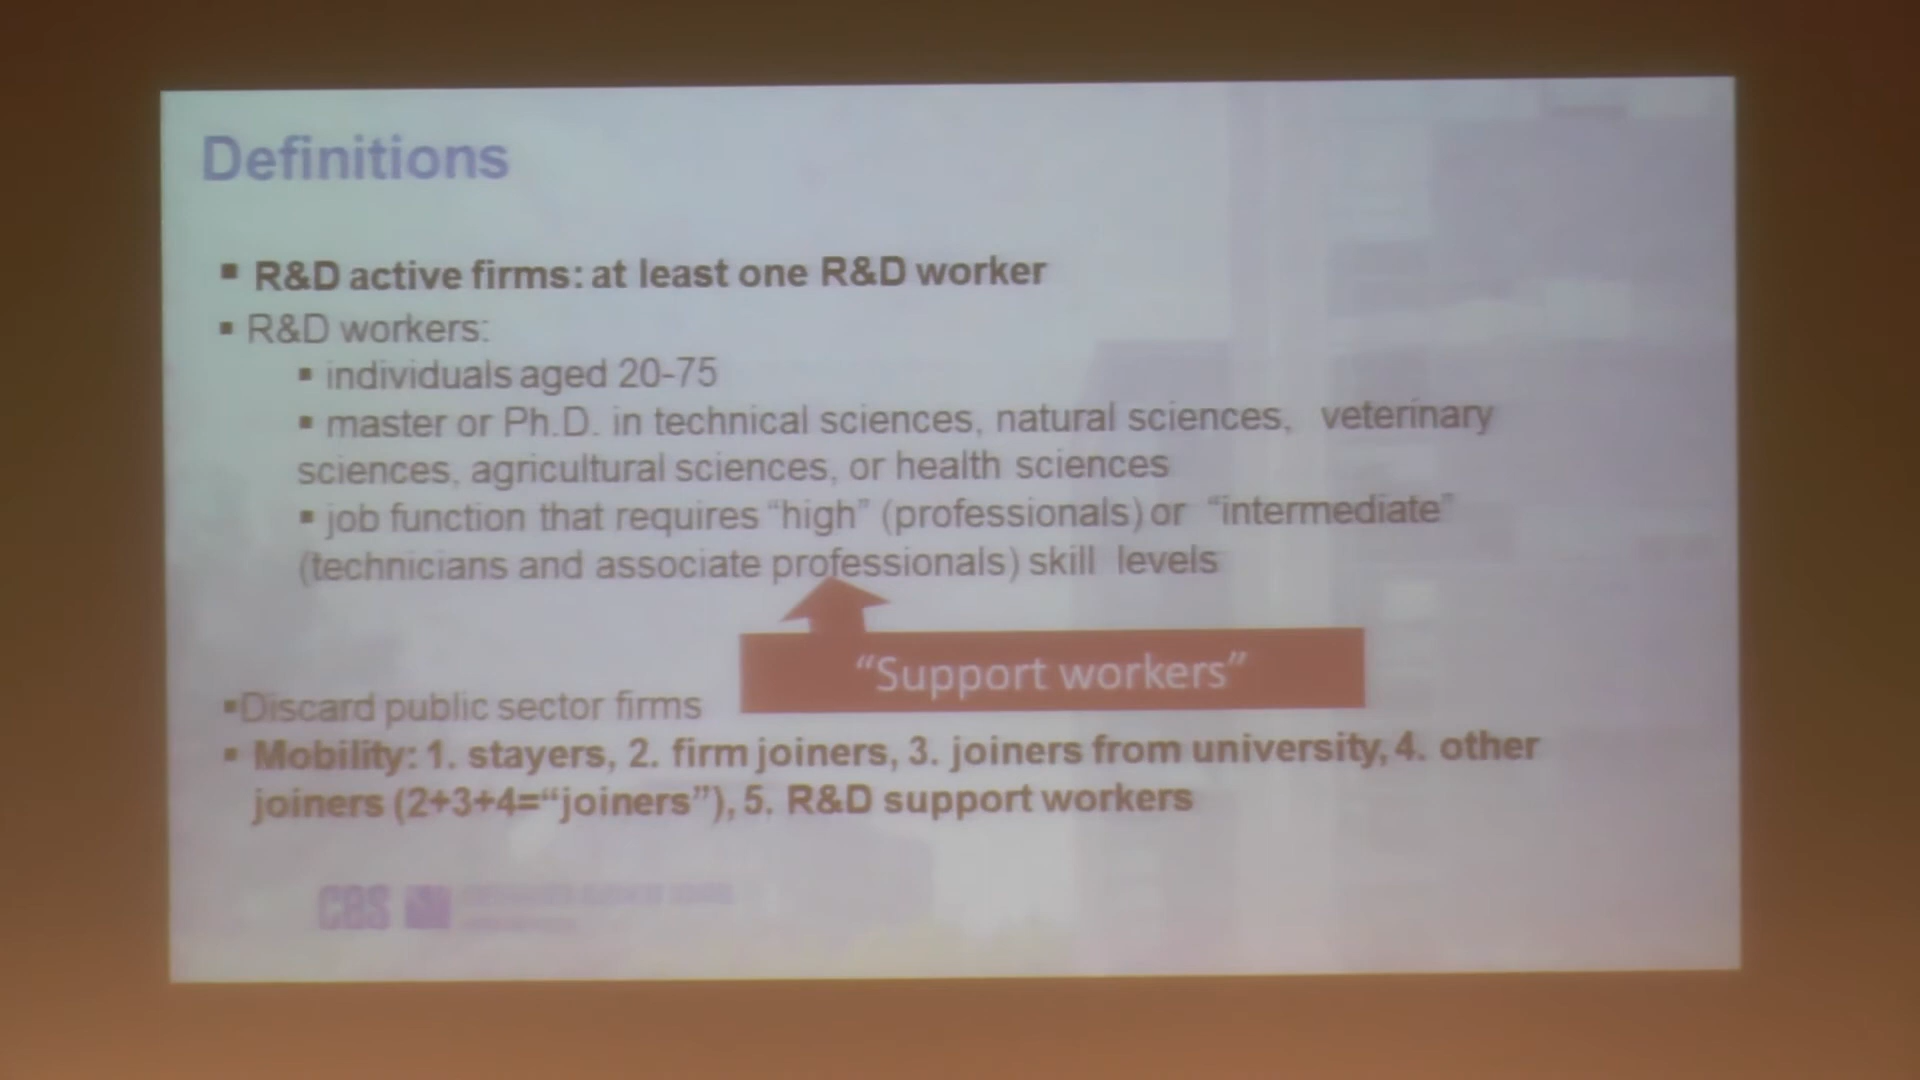 Definitions
▪ R&D active firms: at least one R&D worker
▪ R&D workers:
▪ individuals aged 20-75
▪ master or Ph.D. in technical sciences, natural sciences, veterinary
sciences, agricultural sciences, or health sciences
▪ job function that requires "high" (professionals) or "intermediate"
(technicians and associate professionals) skill levels
“Support workers”
▪Discard public sector firms
▪ Mobility: 1. stayers, 2. firm joiners, 3. joiners from university, 4. other
joiners (2+3+4=“joiners”), 5. R&D support workers
CBS